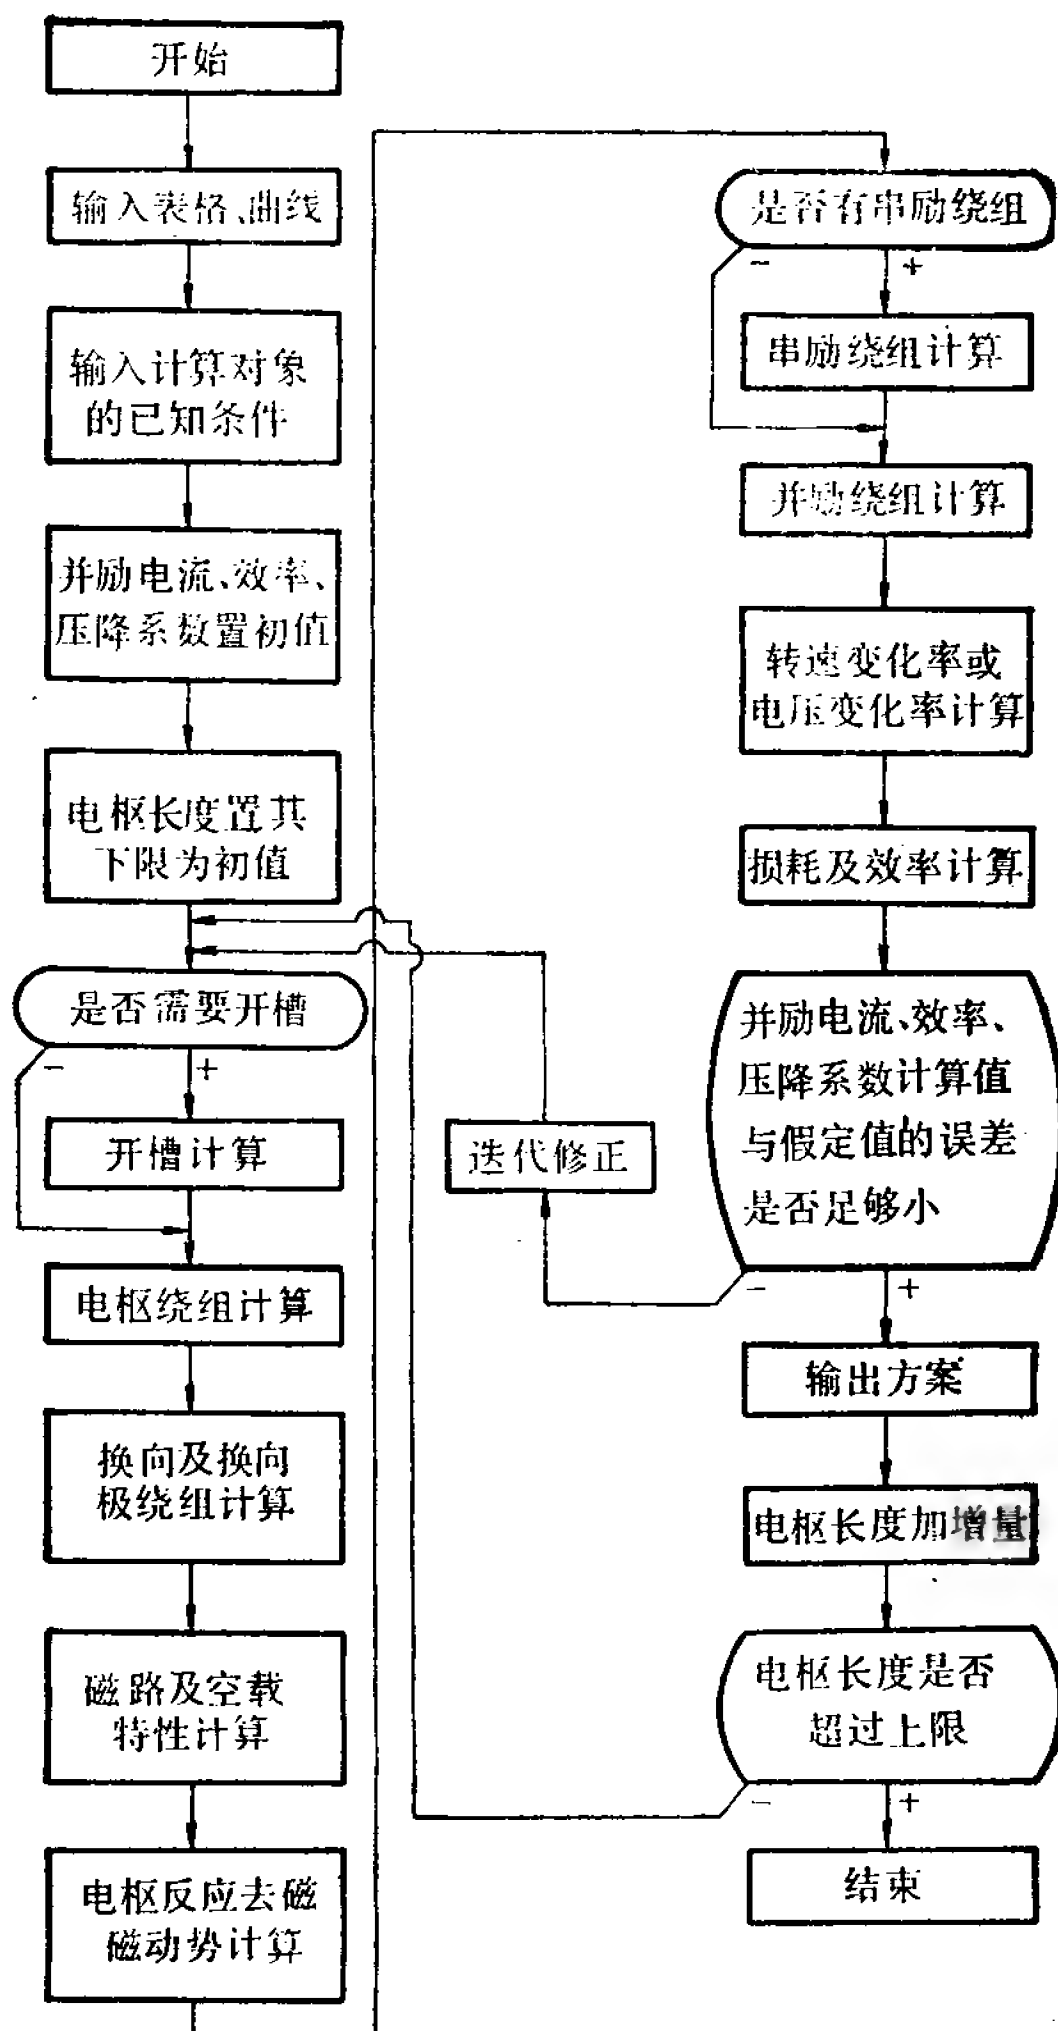 开始
输入表格、曲线
输入计算对象
的已知条件
并励电流、效率、
压降系数置初值
电枢长度置其
下限为初值
是否需要开槽
-
+
开槽计算
电枢绕组计算
换向及换向
极绕组计算
磁路及空载
特性计算
电枢反应去磁
磁动势计算
是否有串励绕组
-
+
串励绕组计算
并励绕组计算
转速变化率或
电压变化率计算
损耗及效率计算
并励电流、效率、
压降系数计算值
与假定值的误差
是否足够小
-
+
迭代修正
输出方案
电枢长度加增量
电枢长度是否
超过上限
-
+
结束